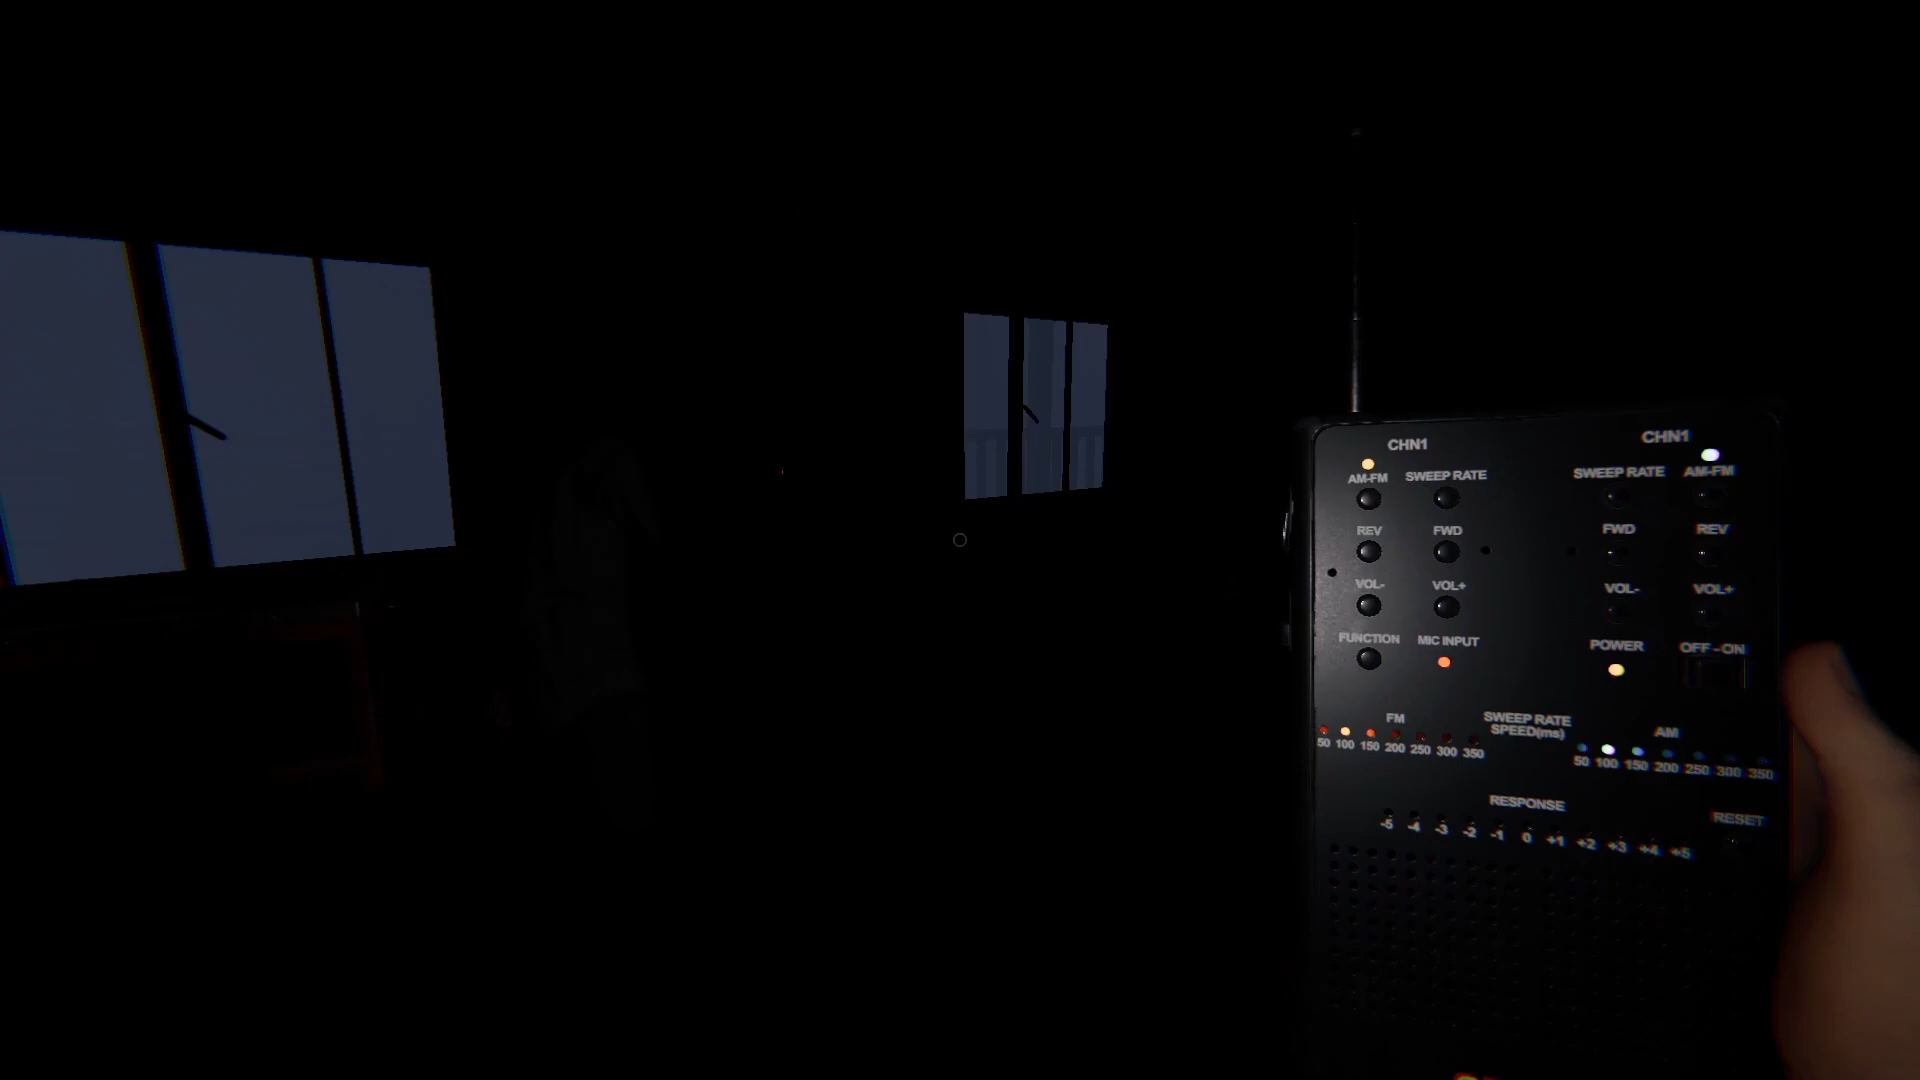 CHN1 CHN1
AM-FM SWEEP RATE SWEEP RATE AM-FM
REV FWD FWD REV
VOL- VOL+ VOL- VOL+
FUNCTION MIC INPUT POWER OFF - ON
FM SWEEP RATE SPEED(ms) AM
50 100 150 200 250 300 350 50 100 150 200 250 300 350
RESPONSE RESET
-5 -4 -3 -2 -1 0 +1 +2 +3 +4 +5